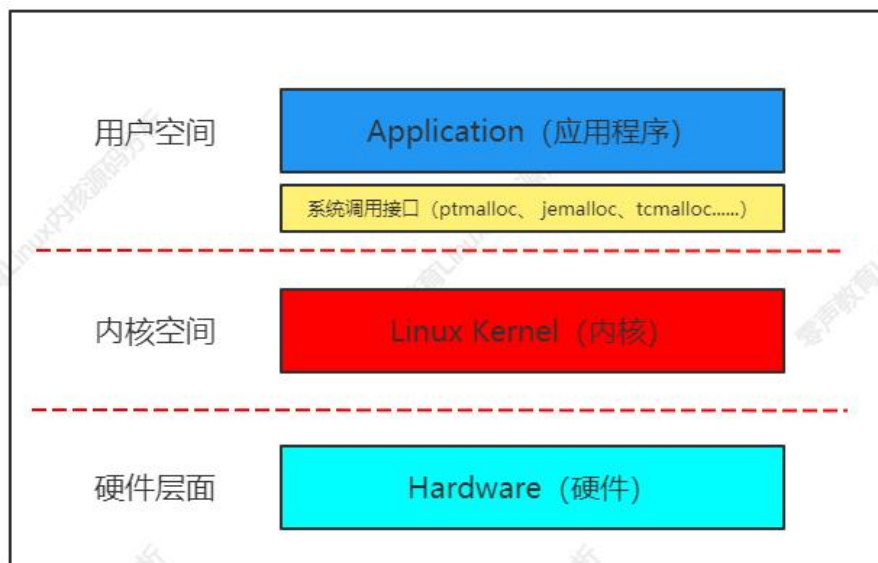 用户空间
Application（应用程序）
系统调用接口（ptmalloc、 jemalloc、tcmalloc......）
内核空间
Linux Kernel（内核）
硬件层面
Hardware（硬件）